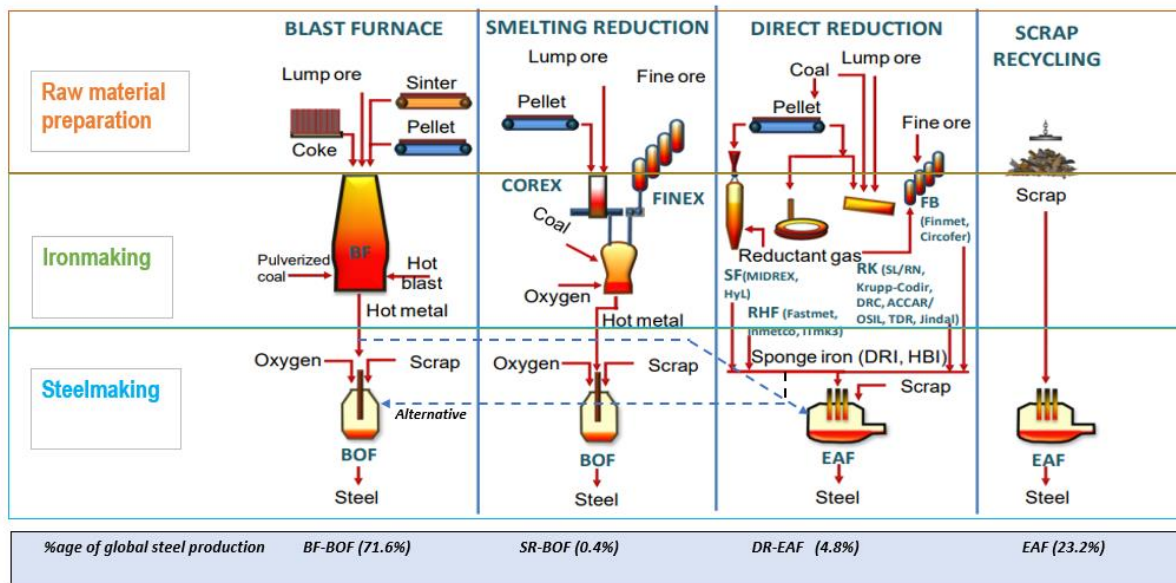 BLAST FURNACE
SMELTING REDUCTION
DIRECT REDUCTION
SCRAP
RECYCLING
Raw material
preparation
Lump ore
Sinter
Pellet
Coke
Lump ore
Fine ore
Pellet
Coal
Lump ore
Pellet
Fine ore
Scrap
Ironmaking
BF
Pulverized
coal
Hot
blast
Hot metal
COREX
FINEX
Coal
Oxygen
Hot metal
FB
(Finmet,
Circofer)
Reductant gas
SF(MIDREX,
HyL)
RHF (Fastmet,
Inmetco, ITmk3)
RK (SL/RN,
Krupp-Codir,
DRC, ACCAR/
OSIL, TDR, Jindal)
Steelmaking
Oxygen
Scrap
Alternative
BOF
Steel
Oxygen
Scrap
BOF
Steel
Sponge iron (DRI, HBI)
Scrap
EAF
Steel
EAF
Steel
%age of global steel production BF-BOF (71.6%) SR-BOF (0.4%) DR-EAF (4.8%) EAF (23.2%)